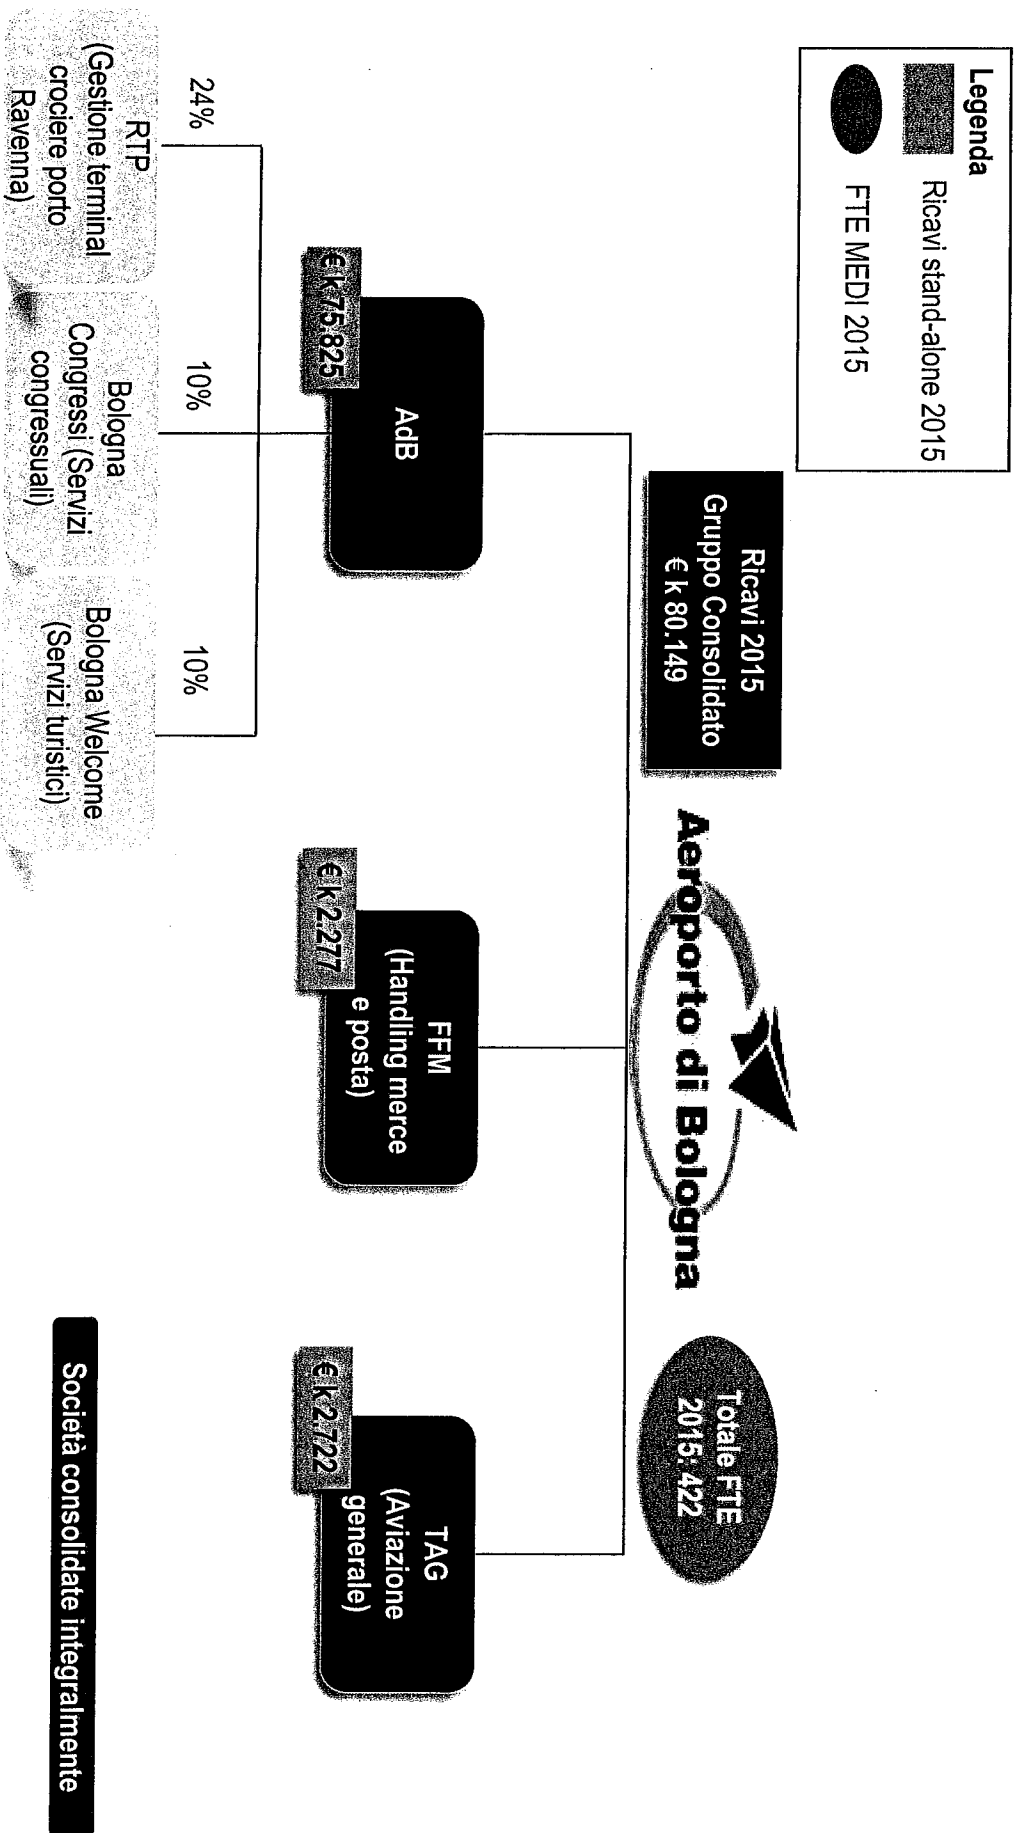 Legenda
Ricavi stand-alone 2015
FTE MEDI 2015
Ricavi 2015
Gruppo Consolidato
€ k 80.149
Aeroporto di Bologna
Totale FTE
2015: 422
AdB
€ k 75.825
FFM
(Handling merce
e posta)
€ k 2.277
TAG
(Aviazione
generale)
€ k 2.722
24%
10%
10%
RTP
(Gestione terminal
crociere porto
Ravenna)
Bologna
Congressi (Servizi
congressuali)
Bologna Welcome
(Servizi turistici)
Società consolidate integralmente